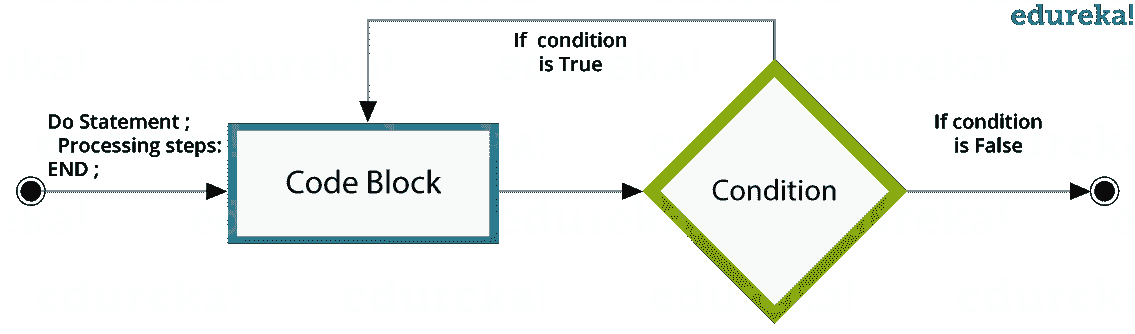 edureka!
If condition
is True
Do Statement ;
Processing steps:
END ;
Code Block
Condition
If condition
is False